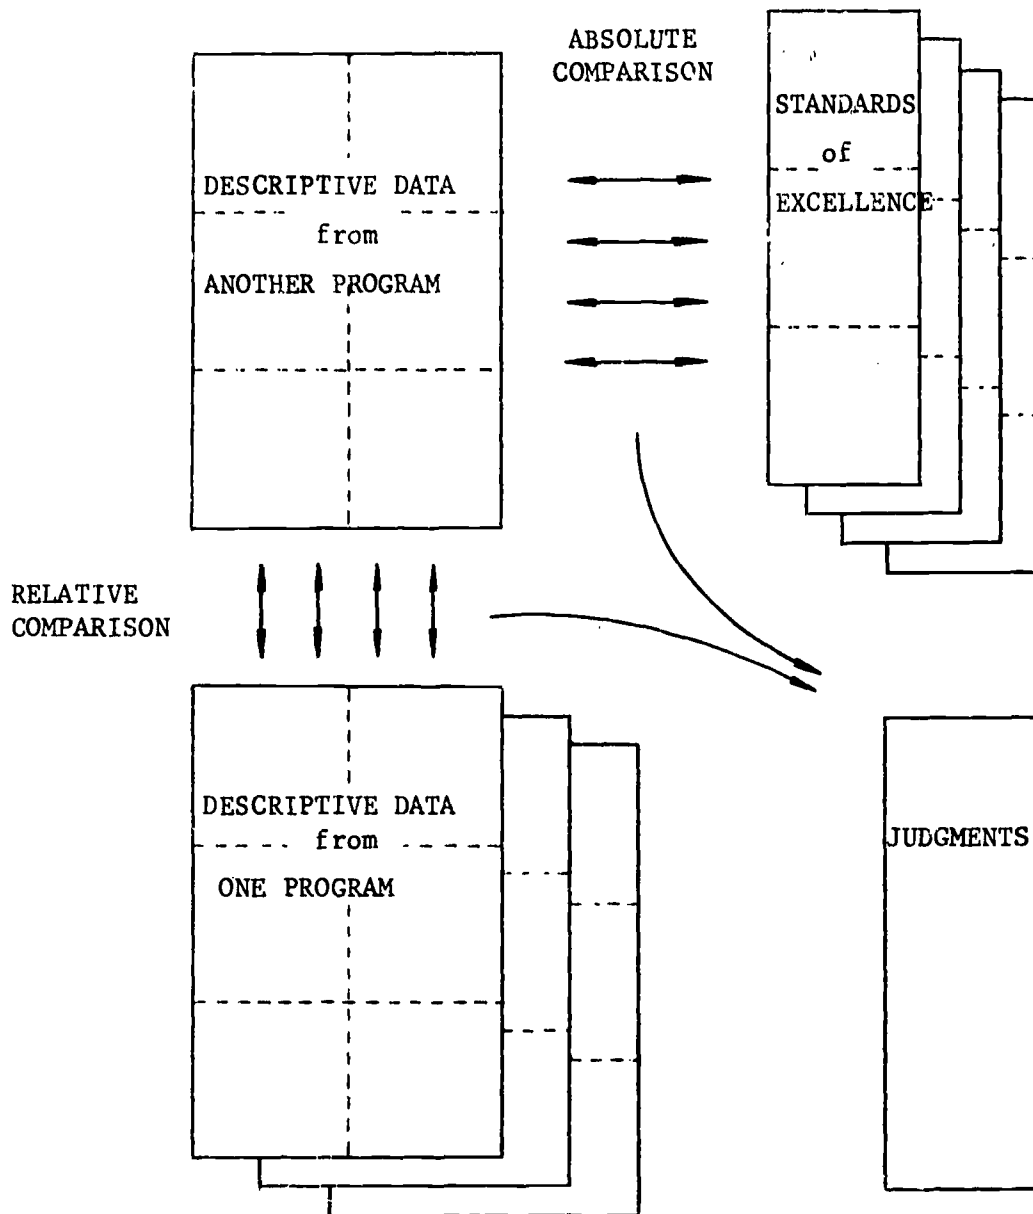 ABSOLUTE
COMPARISON
STANDARDS
of
EXCELLENCE
DESCRIPTIVE DATA
from
ANOTHER PROGRAM
RELATIVE
COMPARISON
DESCRIPTIVE DATA
from
ONE PROGRAM
JUDGMENTS